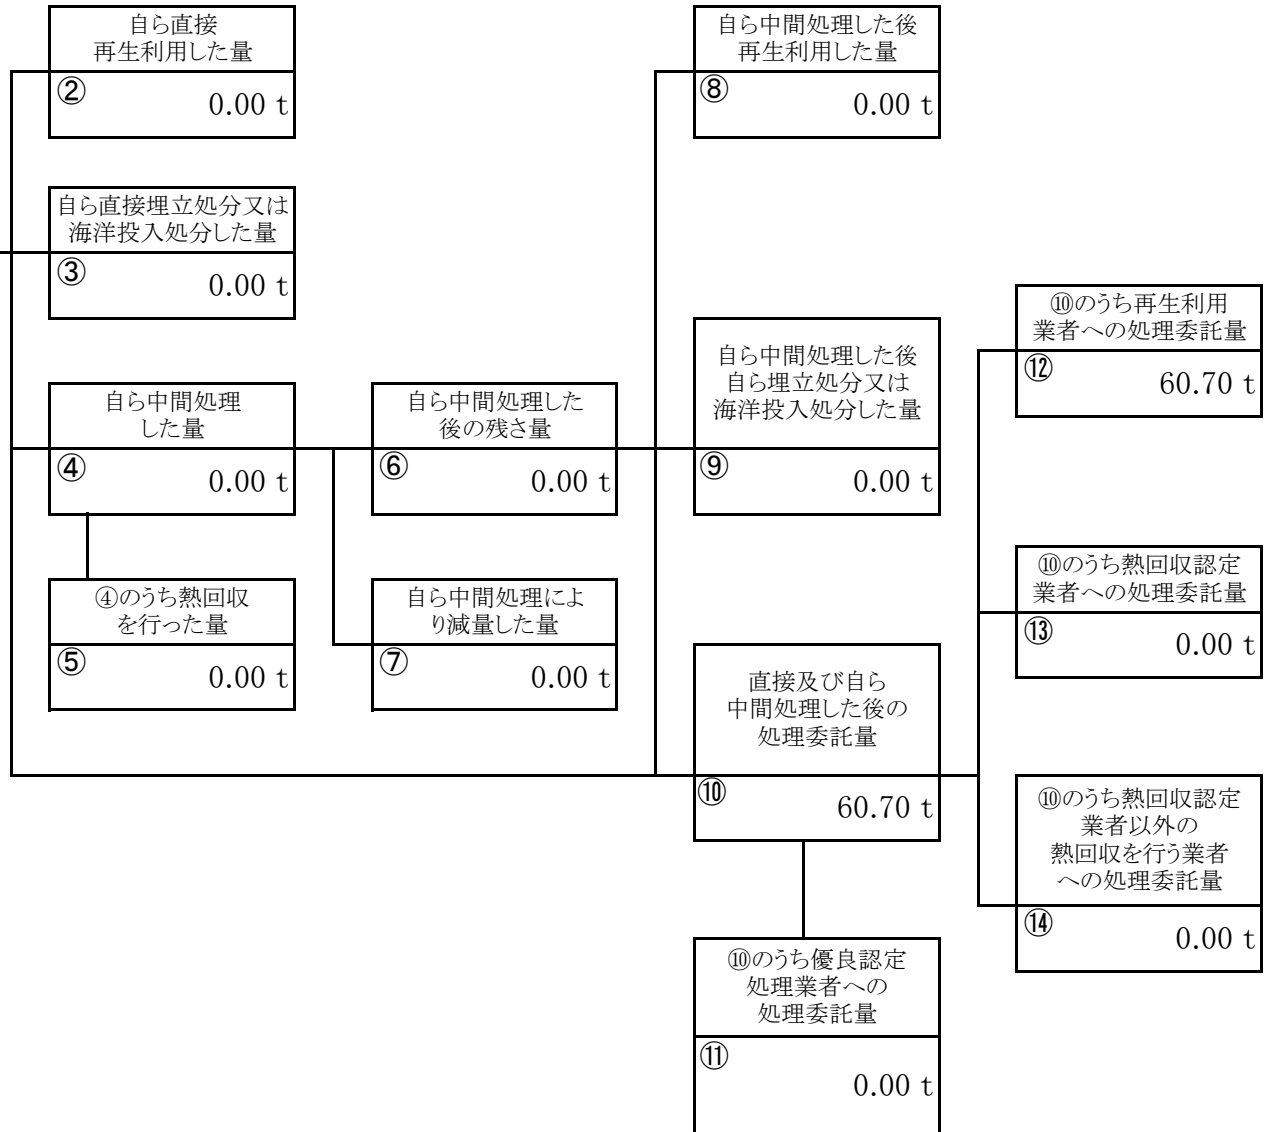 自ら直接
再生利用した量
②
0.00 t
自ら直接埋立処分又は
海洋投入処分した量
③
0.00 t
自ら中間処理
した量
④
0.00 t
④のうち熱回収
を行った量
⑤
0.00 t
自ら中間処理した
後の残さ量
⑥
0.00 t
自ら中間処理によ
り減量した量
⑦
0.00 t
自ら中間処理した後
再生利用した量
⑧
0.00 t
自ら中間処理した後
自ら埋立処分又は
海洋投入処分した量
⑨
0.00 t
直接及び自ら
中間処理した後の
処理委託量
⑩
60.70 t
⑩のうち優良認定
処理業者への
処理委託量
⑪
0.00 t
⑩のうち再生利用
業者への処理委託量
⑫
60.70 t
⑩のうち熱回収認定
業者への処理委託量
⑬
0.00 t
⑩のうち熱回収認定
業者以外の
熱回収を行う業者
への処理委託量
⑭
0.00 t